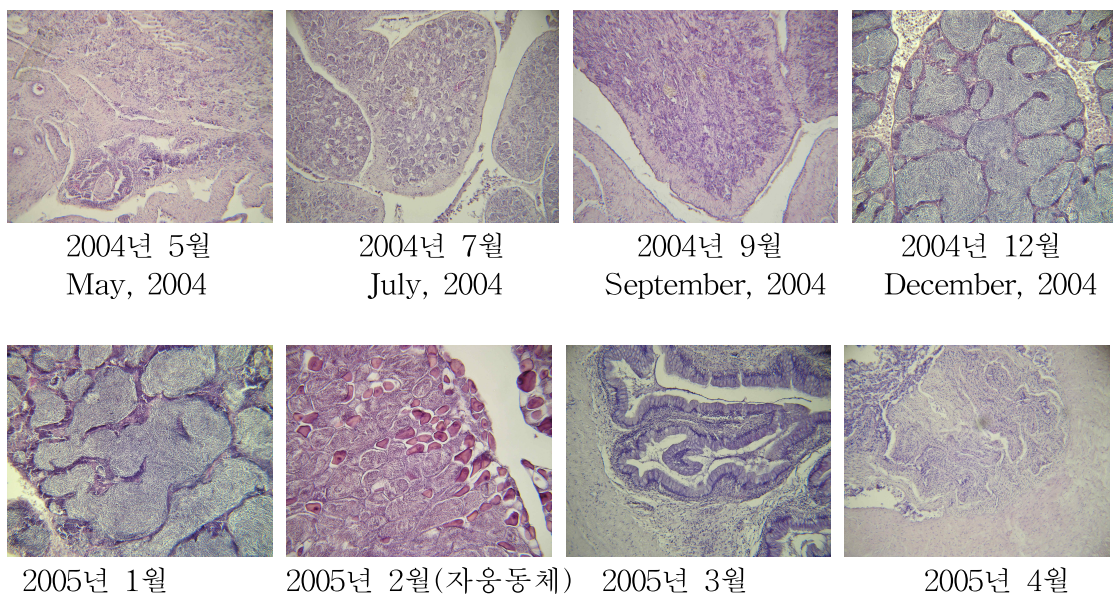 2004년 5월
May, 2004
2004년 7월
July, 2004
2004년 9월
September, 2004
2004년 12월
December, 2004
2005년 1월
2005년 2월(자웅동체)
2005년 3월
2005년 4월